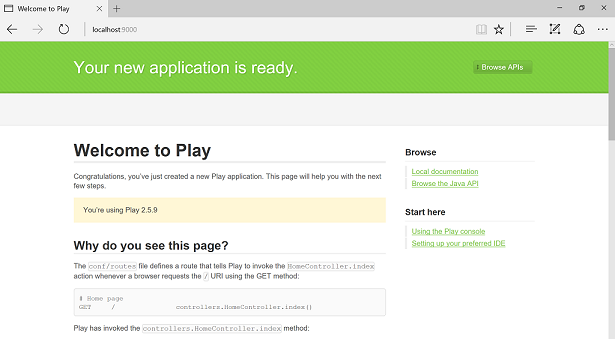 Welcome to Play
localhost:9000
Your new application is ready.
Browse APIs
Welcome to Play
Congratulations, you've just created a new Play application. This page will help you with the next
few steps.
You're using Play 2.5.9
Why do you see this page?
The conf/routes file defines a route that tells Play to invoke the HomeController.index
action whenever a browser requests the / URI using the GET method:
# Home page
GET / controllers.HomeController.index()
Play has invoked the controllers.HomeController.index method:
Browse
Local documentation
Browse the Java API
Start here
Using the Play console
Setting up your preferred IDE